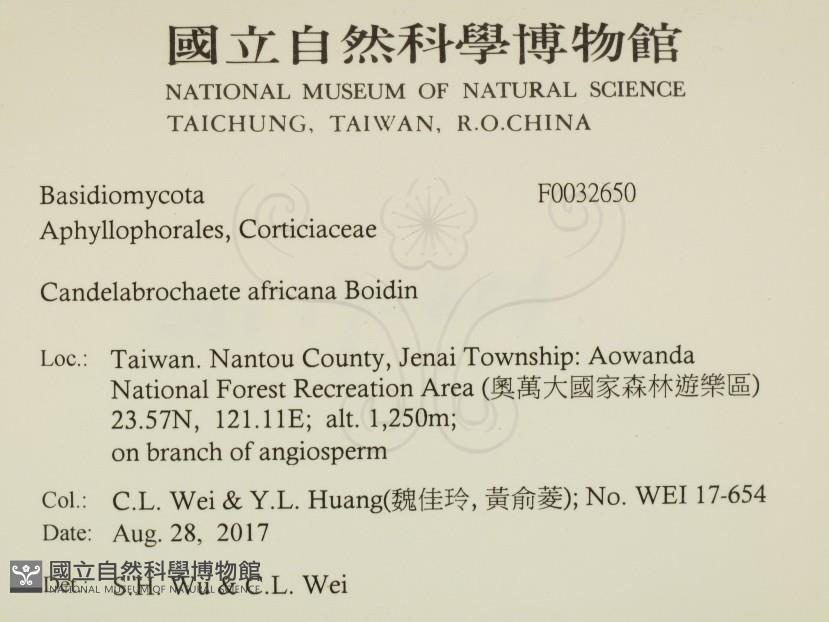 國立自然科學博物館
NATIONAL MUSEUM OF NATURAL SCIENCE
TAICHUNG, TAIWAN, R.O.CHINA
Basidiomycota F0032650
Aphyllophorales, Corticiaceae
Candelabrochaete africana Boidin
Loc.: Taiwan. Nantou County, Jenai Township: Aowanda
National Forest Recreation Area (奧萬大國家森林遊樂區)
23.57N, 121.11E; alt. 1,250m;
on branch of angiosperm
Col.: C.L. Wei & Y.L. Huang(魏佳玲, 黃俞菱); No. WEI 17-654
Date: Aug. 28, 2017
國立自然科學博物館
NATIONAL MUSEUM OF NATURAL SCIENCE
Det.: S.H. Wu & C.L. Wei